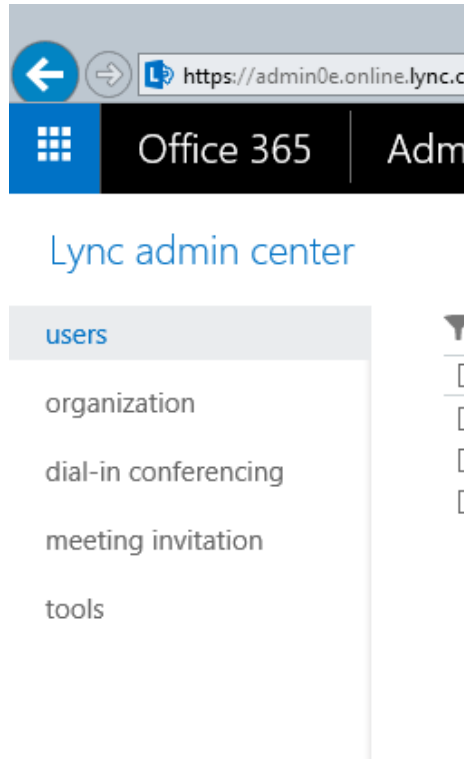 https://admin0e.online.lync.c
Office 365 Adm
Lync admin center
users
organization
dial-in conferencing
meeting invitation
tools